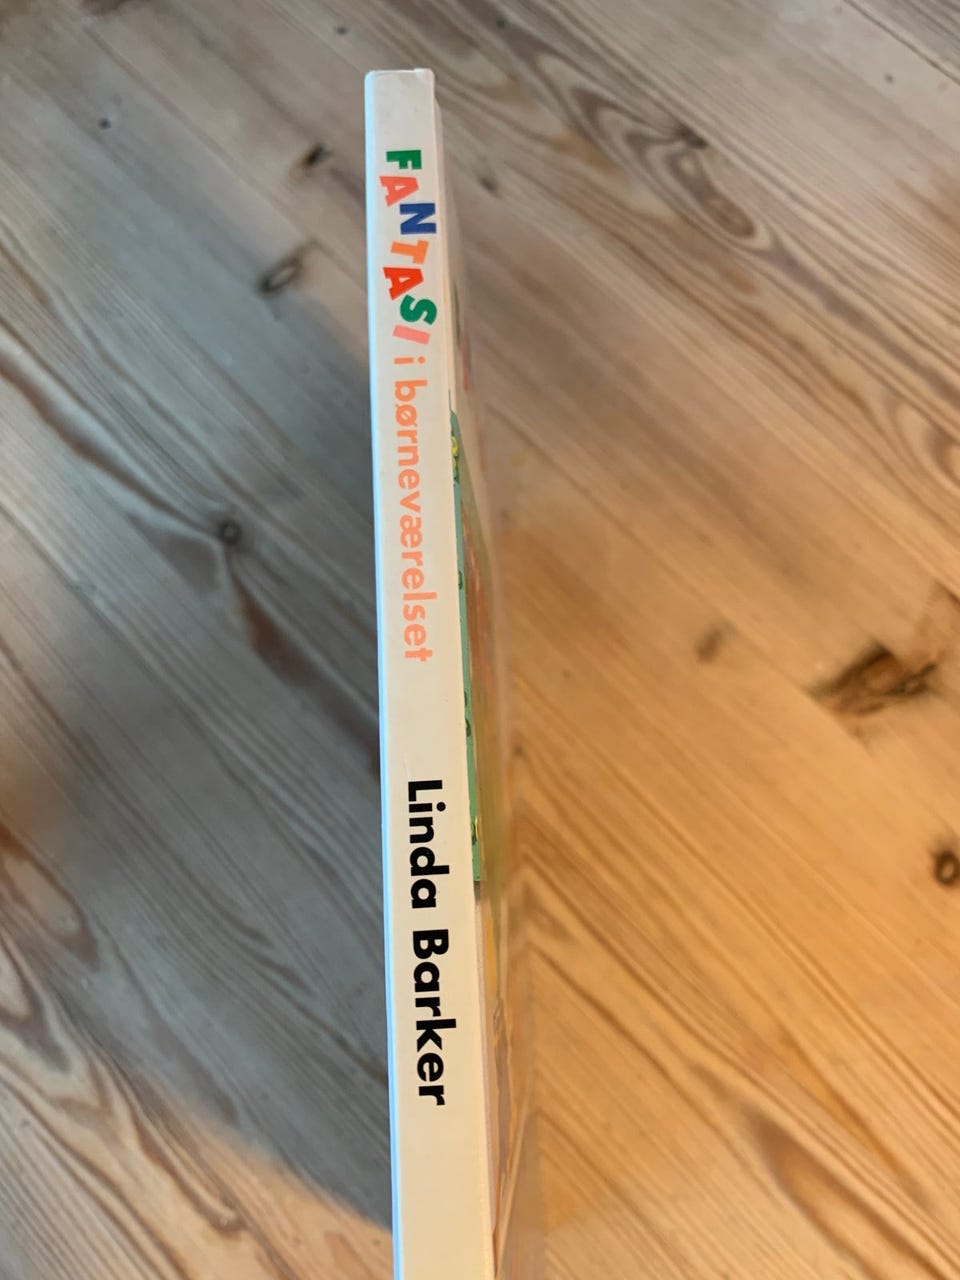 FANTASI i børneværelset
Linda Barker